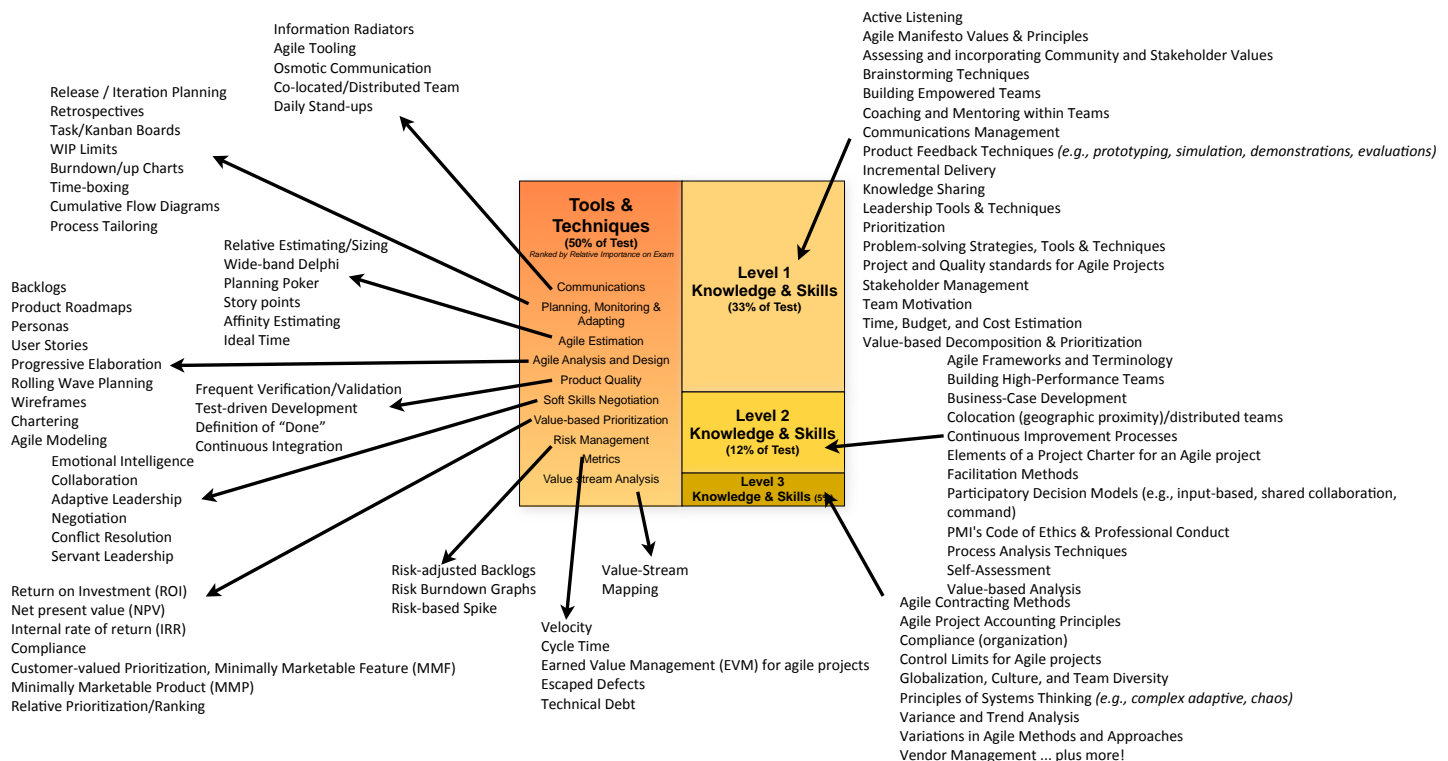 Information Radiators
Agile Tooling
Osmotic Communication
Co-located/Distributed Team
Daily Stand-ups
Release / Iteration Planning
Retrospectives
Task/Kanban Boards
WIP Limits
Burndown/up Charts
Time-boxing
Cumulative Flow Diagrams
Process Tailoring
Relative Estimating/Sizing
Wide-band Delphi
Planning Poker
Story points
Affinity Estimating
Ideal Time
Backlogs
Product Roadmaps
Personas
User Stories
Progressive Elaboration
Rolling Wave Planning
Wireframes
Chartering
Agile Modeling
Frequent Verification/Validation
Test-driven Development
Definition of “Done”
Continuous Integration
Emotional Intelligence
Collaboration
Adaptive Leadership
Negotiation
Conflict Resolution
Servant Leadership
Return on Investment (ROI)
Net present value (NPV)
Internal rate of return (IRR)
Compliance
Customer-valued Prioritization, Minimally Marketable Feature (MMF)
Minimally Marketable Product (MMP)
Relative Prioritization/Ranking
Risk-adjusted Backlogs
Risk Burndown Graphs
Risk-based Spike
Velocity
Cycle Time
Earned Value Management (EVM) for agile projects
Escaped Defects
Technical Debt
Value-Stream
Mapping
Tools &
Techniques
(50% of Test)
Ranked by Relative Importance on Exam
Communications
Planning, Monitoring &
Adapting
Agile Estimation
Agile Analysis and Design
Product Quality
Soft Skills Negotiation
Value-based Prioritization
Risk Management
Metrics
Value stream Analysis
Level 1
Knowledge & Skills
(33% of Test)
Level 2
Knowledge & Skills
(12% of Test)
Level 3
Knowledge & Skills (5%
Active Listening
Agile Manifesto Values & Principles
Assessing and incorporating Community and Stakeholder Values
Brainstorming Techniques
Building Empowered Teams
Coaching and Mentoring within Teams
Communications Management
Product Feedback Techniques (e.g., prototyping, simulation, demonstrations, evaluations)
Incremental Delivery
Knowledge Sharing
Leadership Tools & Techniques
Prioritization
Problem-solving Strategies, Tools & Techniques
Project and Quality standards for Agile Projects
Stakeholder Management
Team Motivation
Time, Budget, and Cost Estimation
Value-based Decomposition & Prioritization
Agile Frameworks and Terminology
Building High-Performance Teams
Business-Case Development
Colocation (geographic proximity)/distributed teams
Continuous Improvement Processes
Elements of a Project Charter for an Agile project
Facilitation Methods
Participatory Decision Models (e.g., input-based, shared collaboration,
command)
PMI's Code of Ethics & Professional Conduct
Process Analysis Techniques
Self-Assessment
Value-based Analysis
Agile Contracting Methods
Agile Project Accounting Principles
Compliance (organization)
Control Limits for Agile projects
Globalization, Culture, and Team Diversity
Principles of Systems Thinking (e.g., complex adaptive, chaos)
Variance and Trend Analysis
Variations in Agile Methods and Approaches
Vendor Management ... plus more!